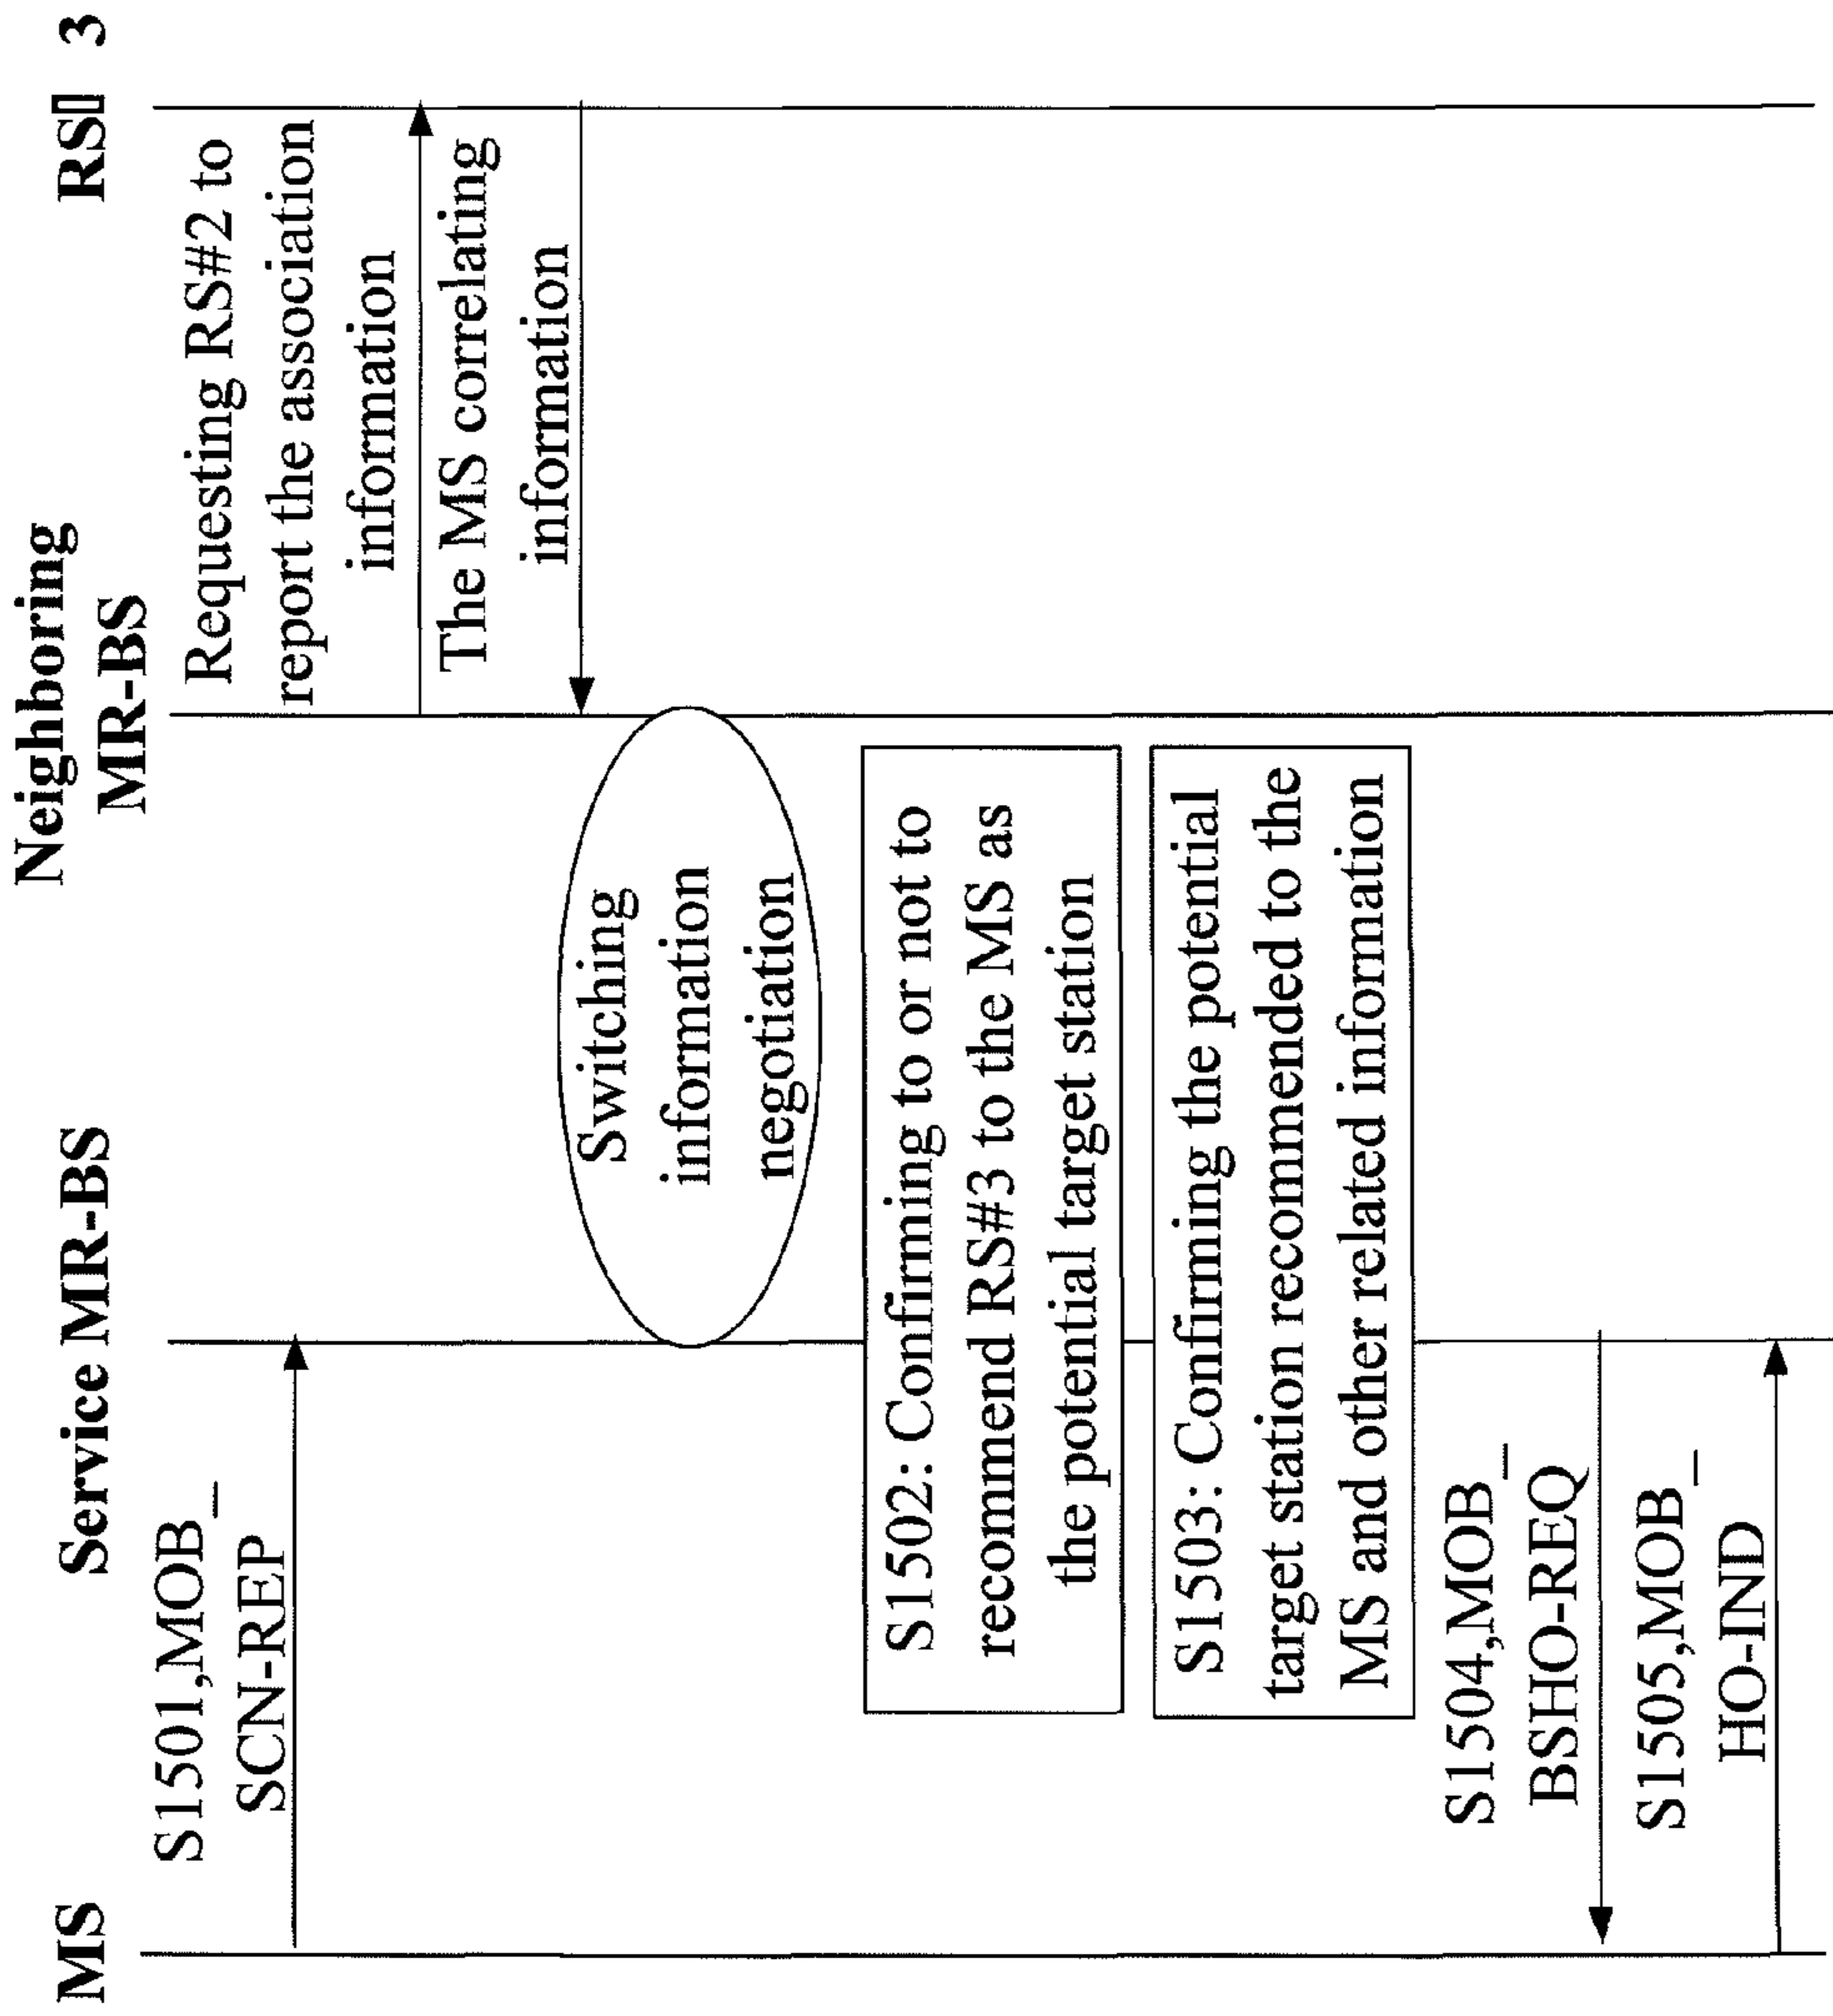 MS
Service MR-BS
Neighboring
MR-BS
RS▯ 3
S1501,MOB_
SCN-REP
Requesting RS#2 to
report the association
information
The MS correlating
information
Switching
information
negotiation
S1502: Confirming to or not to
recommend RS#3 to the MS as
the potential target station
S1503: Confirming the potential
target station recommended to the
MS and other related information
S1504,MOB_
BSHO-REQ
S1505,MOB_
HO-IND